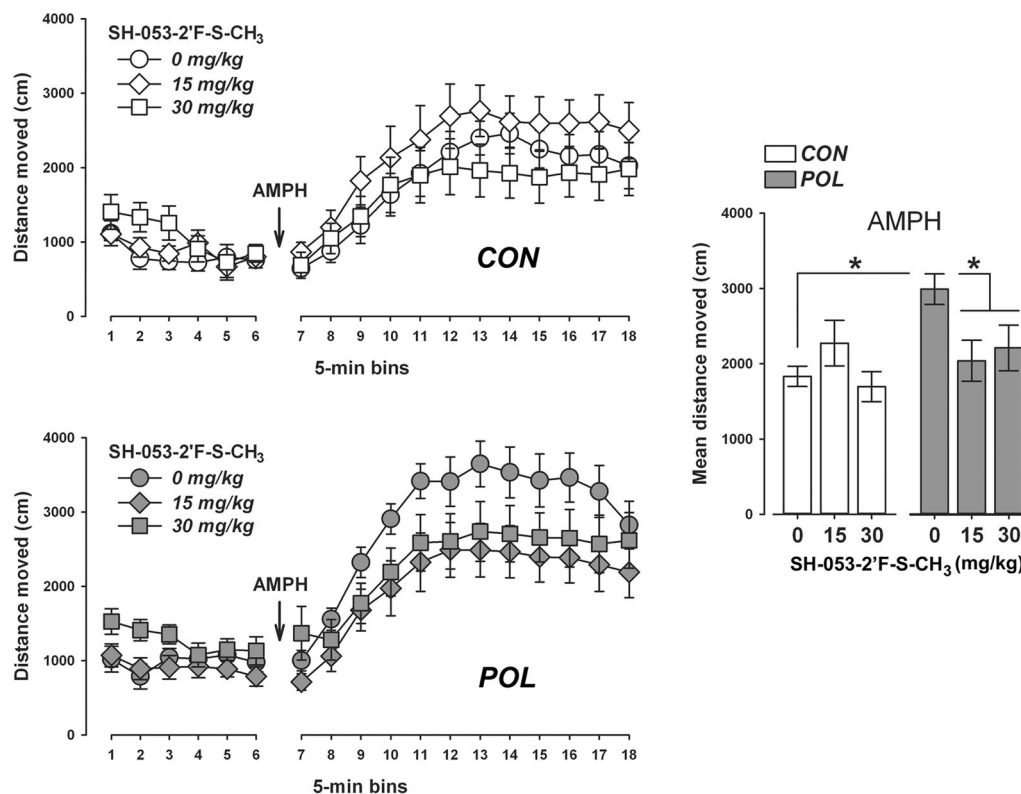 SH-053-2'F-S-CH3
0 mg/kg
15 mg/kg
30 mg/kg
Distance moved (cm)
4000
3000
2000
1000
0
AMPH
CON
1 2 3 4 5 6 7 8 9 10 11 12 13 14 15 16 17 18
5-min bins
SH-053-2'F-S-CH3
0 mg/kg
15 mg/kg
30 mg/kg
Distance moved (cm)
4000
3000
2000
1000
0
AMPH
POL
1 2 3 4 5 6 7 8 9 10 11 12 13 14 15 16 17 18
5-min bins
CON
POL
AMPH
Mean distance moved (cm)
4000
3000
2000
1000
0
* *
0 15 30 0 15 30
SH-053-2'F-S-CH3 (mg/kg)